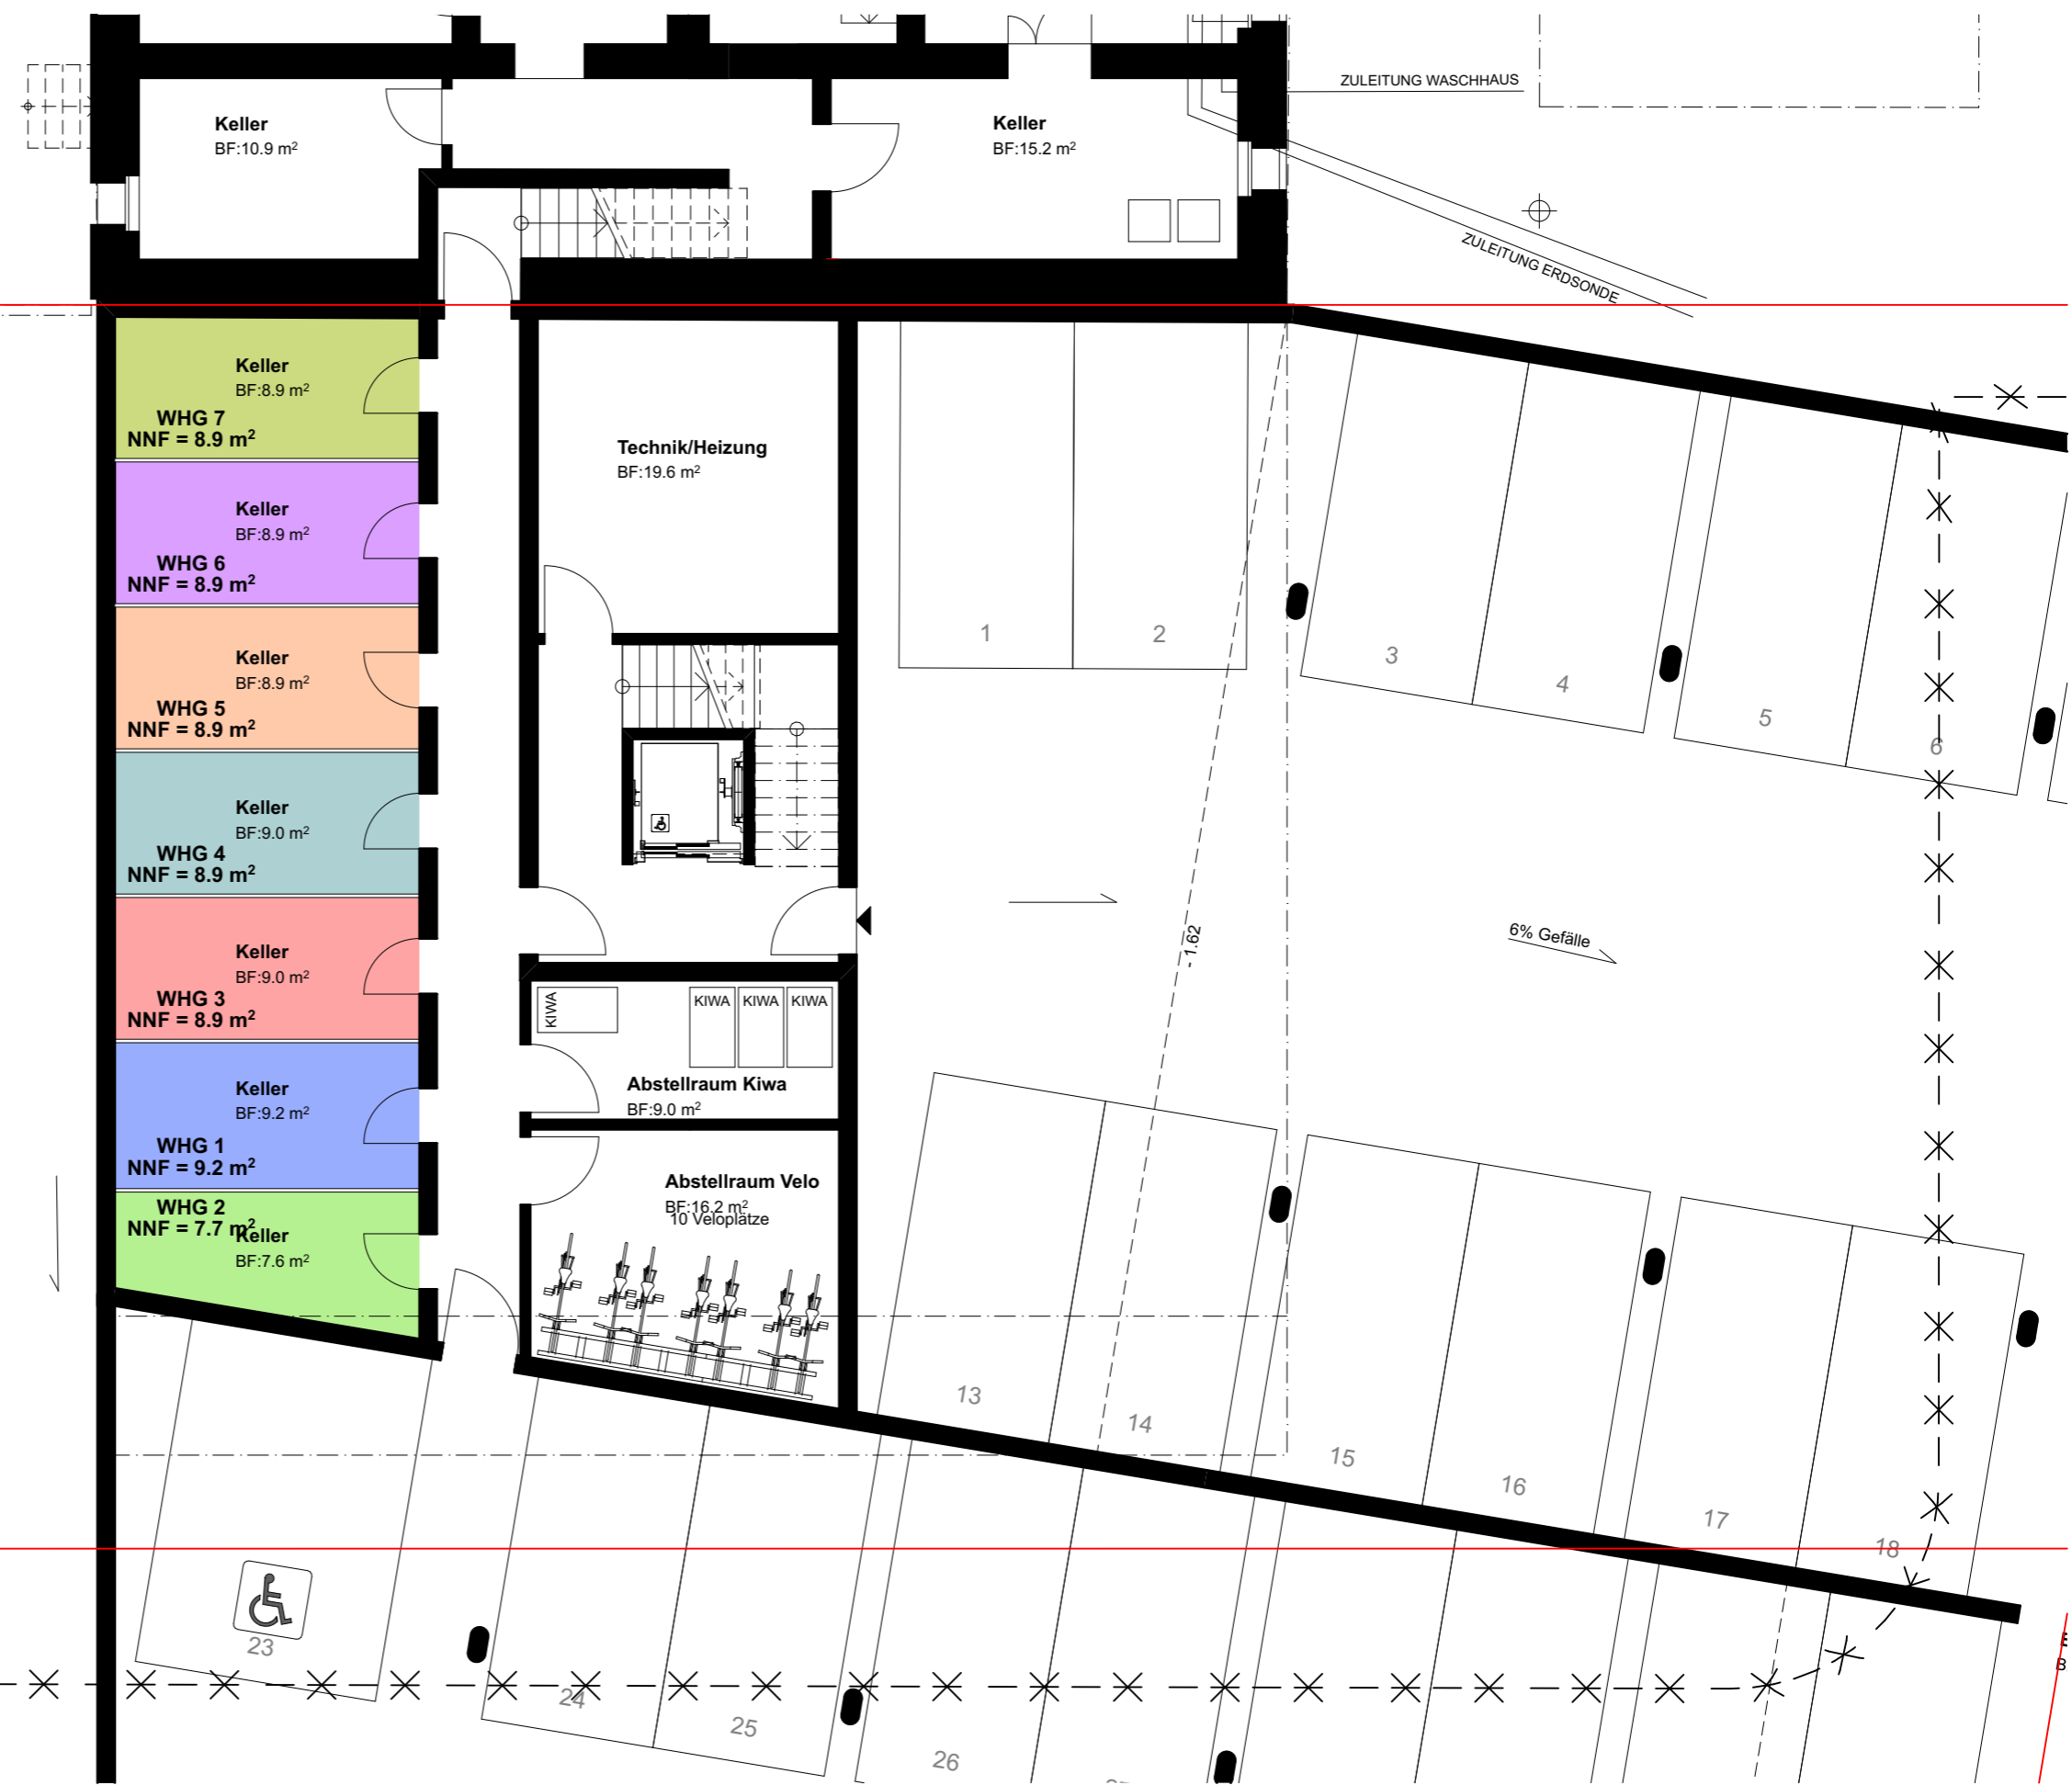 ZULEITUNG WASCHHAUS
Keller
BF:10.9 m²
Keller
BF:15.2 m²
ZULEITUNG ERDSONDE
Keller
BF:8.9 m²
WHG 7
NNF = 8.9 m²
Technik/Heizung
BF:19.6 m²
Keller
BF:8.9 m²
WHG 6
NNF = 8.9 m²
1
2
3
4
5
6
Keller
BF:8.9 m²
WHG 5
NNF = 8.9 m²
Keller
BF:9.0 m²
WHG 4
NNF = 8.9 m²
- 1.62
6% Gefälle
Keller
BF:9.0 m²
WHG 3
NNF = 8.9 m²
KIWA
KIWA
KIWA
KIWA
Abstellraum Kiwa
BF:9.0 m²
Keller
BF:9.2 m²
WHG 1
NNF = 9.2 m²
Abstellraum Velo
BF:16.2 m²
10 Veloplätze
WHG 2
NNF = 7.7 m²
Keller
BF:7.6 m²
13
14
15
16
17
18
23
24
25
26